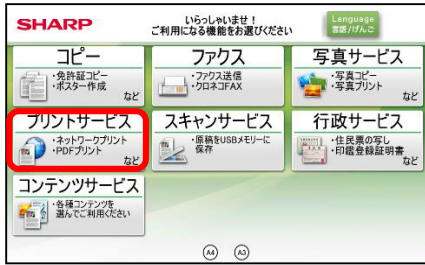 SHARP
いらっしゃいませ！
ご利用になる機能をお選びください
Language
言語/げんご
コピー
・免許証コピー
・ポスター作成
など
ファクス
・ファクス送信
・クロネコFAX
写真サービス
・写真コピー
・写真プリント
など
プリントサービス
・ネットワークプリント
・PDFプリント
など
スキャンサービス
・原稿をUSBメモリーに
保存
行政サービス
・住民票の写し
・印鑑登録証明書
など
コンテンツサービス
・各種コンテンツを
選んでご利用ください
A4 A3